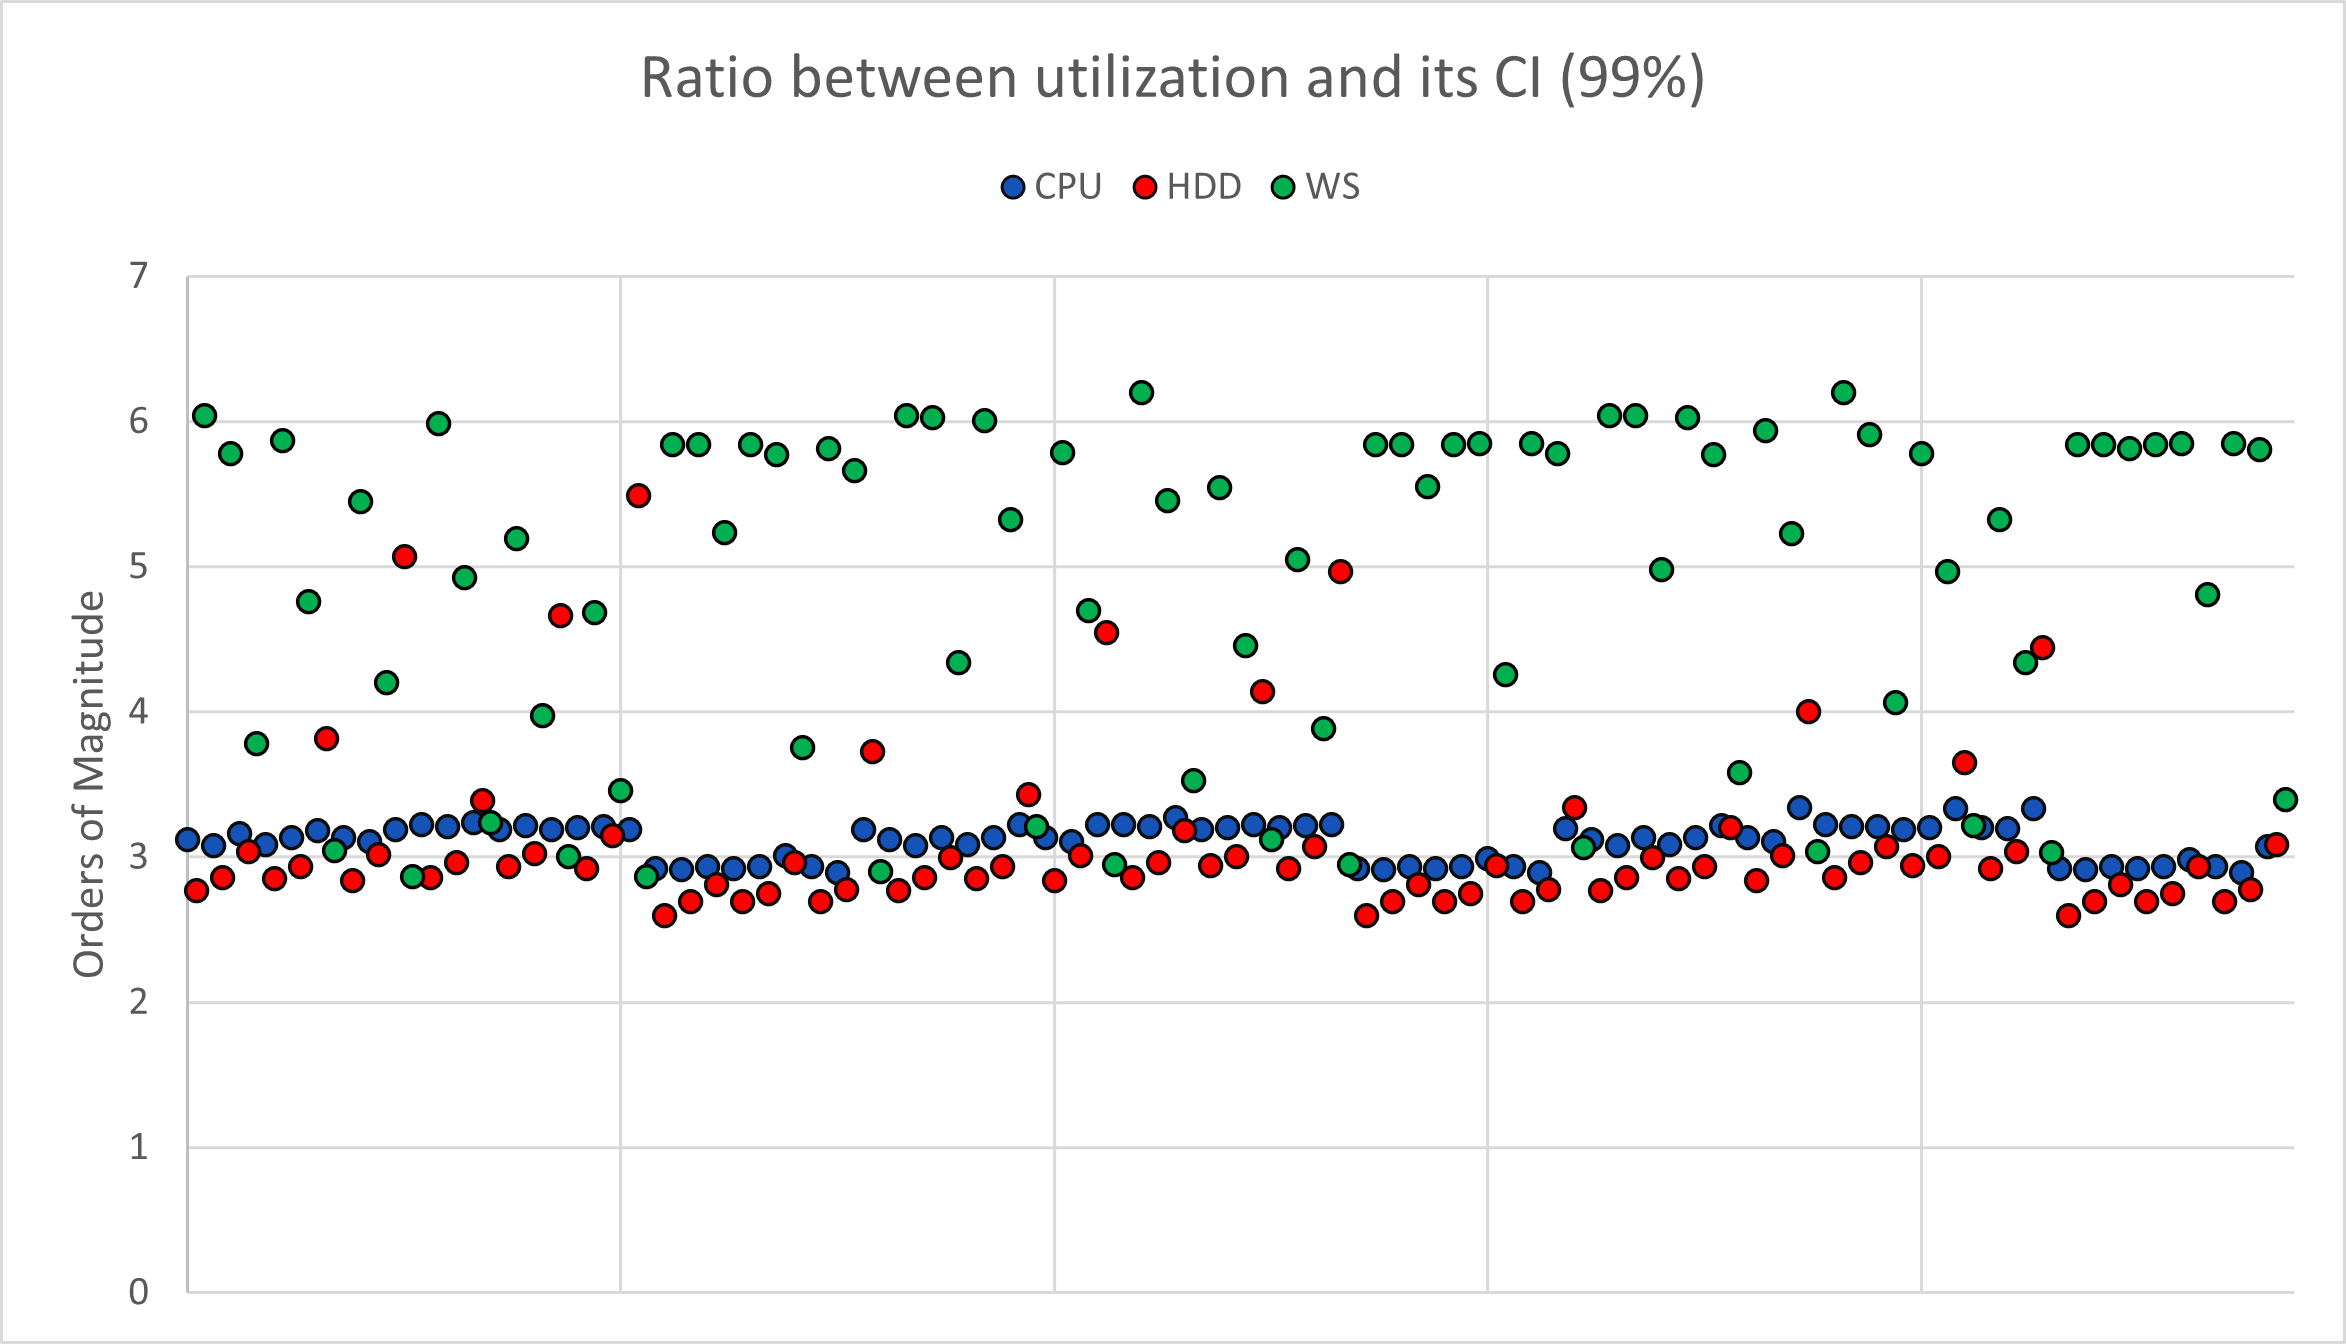 Ratio between utilization and its CI (99%)
CPU HDD WS
7
6
5
4
3
2
1
0
Orders of Magnitude